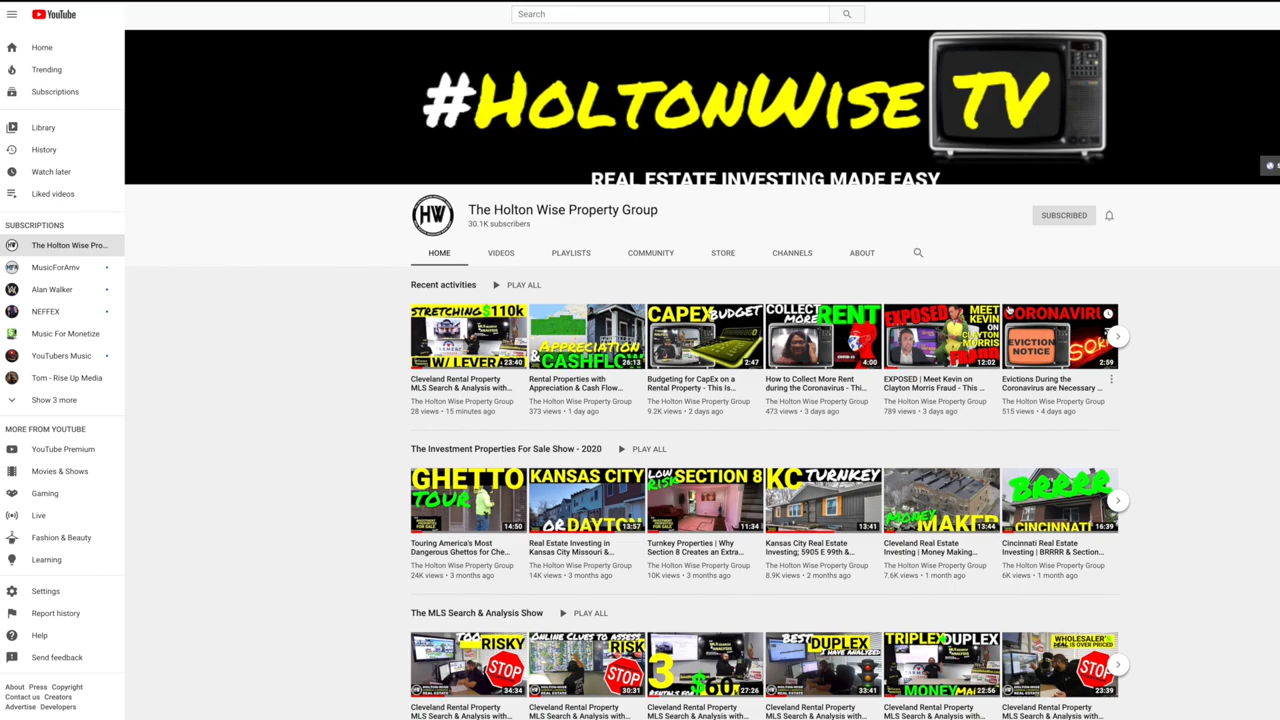 YouTube
Search
Home
Trending
Subscriptions
Library
History
Watch later
Liked videos
SUBSCRIPTIONS
The Holton Wise Pro...
MusicForAmv
Alan Walker
NEFFEX
Music For Monetize
YouTubers Music
Tom - Rise Up Media
Show 3 more
MORE FROM YOUTUBE
YouTube Premium
Movies & Shows
Gaming
Live
Fashion & Beauty
Learning
Settings
Report history
Help
Send feedback
About Press Copyright
Contact us Creators
Advertise Developers
#HOLTONWISE TV
REAL ESTATE INVESTING MADE EASY
HW
The Holton Wise Property Group
30.1K subscribers
SUBSCRIBED
HOME VIDEOS PLAYLISTS COMMUNITY STORE CHANNELS ABOUT
Recent activities PLAY ALL
STRETCHING $110k
W/ LEVERA
23:40
Cleveland Rental Property
MLS Search & Analysis with...
The Holton Wise Property Group
28 views • 15 minutes ago
APPRECIATION
& CASHFLOW
26:13
Rental Properties with
Appreciation & Cash Flow...
The Holton Wise Property Group
373 views • 1 day ago
CAPEX BUDGET
2:47
Budgeting for CapEx on a
Rental Property - This Is...
The Holton Wise Property Group
9.2K views • 2 days ago
COLLECT
MORE RENT
4:00
How to Collect More Rent
during the Coronavirus - Thi...
The Holton Wise Property Group
473 views • 3 days ago
EXPOSED MEET
KEVIN
ON
CLAYTON
MORRIS
FRAUD
12:02
EXPOSED | Meet Kevin on
Clayton Morris Fraud - This ...
The Holton Wise Property Group
789 views • 3 days ago
CORONAVIRU
EVICTION
NOTICE
SOR
2:59
Evictions During the
Coronavirus are Necessary ...
The Holton Wise Property Group
515 views • 4 days ago
The Investment Properties For Sale Show - 2020 PLAY ALL
GHETTO
TOUR
14:50
Touring America's Most
Dangerous Ghettos for Che...
The Holton Wise Property Group
24K views • 3 months ago
KANSAS CITY
OR DAYTON
13:57
Real Estate Investing in
Kansas City Missouri &...
The Holton Wise Property Group
14K views • 3 months ago
LOW
RISK SECTION 8
11:34
Turnkey Properties | Why
Section 8 Creates an Extra...
The Holton Wise Property Group
10K views • 3 months ago
KC TURNKEY
13:41
Kansas City Real Estate
Investing; 5905 E 99th &...
The Holton Wise Property Group
8.9K views • 2 months ago
MONEY
MAKER
13:44
Cleveland Real Estate
Investing | Money Making...
The Holton Wise Property Group
7.6K views • 1 month ago
BRRRR
CINCINNATI
16:39
Cincinnati Real Estate
Investing | BRRRR & Section...
The Holton Wise Property Group
6K views • 1 month ago
The MLS Search & Analysis Show PLAY ALL
TOO
RISKY
STOP
34:34
Cleveland Rental Property
MLS Search & Analysis with...
ONLINE CLUES TO ASSESS
RISK
STOP
30:31
Cleveland Rental Property
MLS Search & Analysis with...
3
RENTALS FOR $60
27:26
Cleveland Rental Property
MLS Search & Analysis with...
BEST DUPLEX
I HAVE ANALYZED
33:41
Cleveland Rental Property
MLS Search & Analysis with...
TRIPLEX DUPLEX
MONEY MA
22:56
Cleveland Rental Property
MLS Search & Analysis with...
WHOLESALER'S
DEAL IS OVER PRICED
STOP
23:39
Cleveland Rental Property
MLS Search & Analysis with...